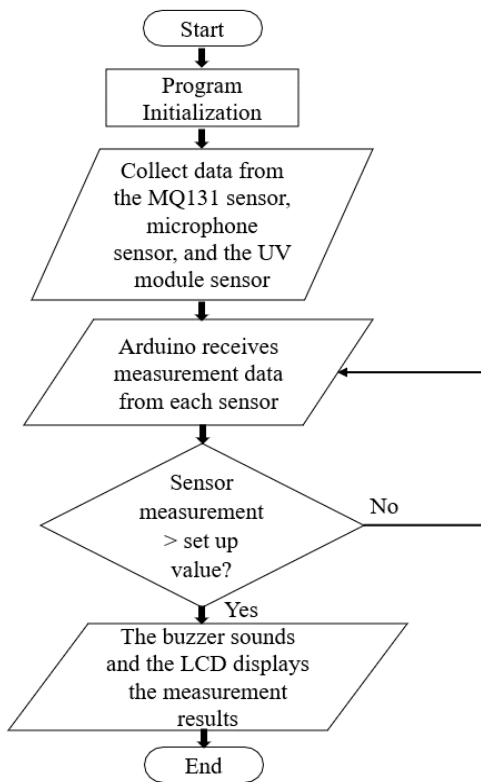 Start
Program
Initialization
Collect data from
the MQ131 sensor,
microphone
sensor, and the UV
module sensor
Arduino receives
measurement data
from each sensor
Sensor
measurement
> set up
value?
No
Yes
The buzzer sounds
and the LCD displays
the measurement
results
End